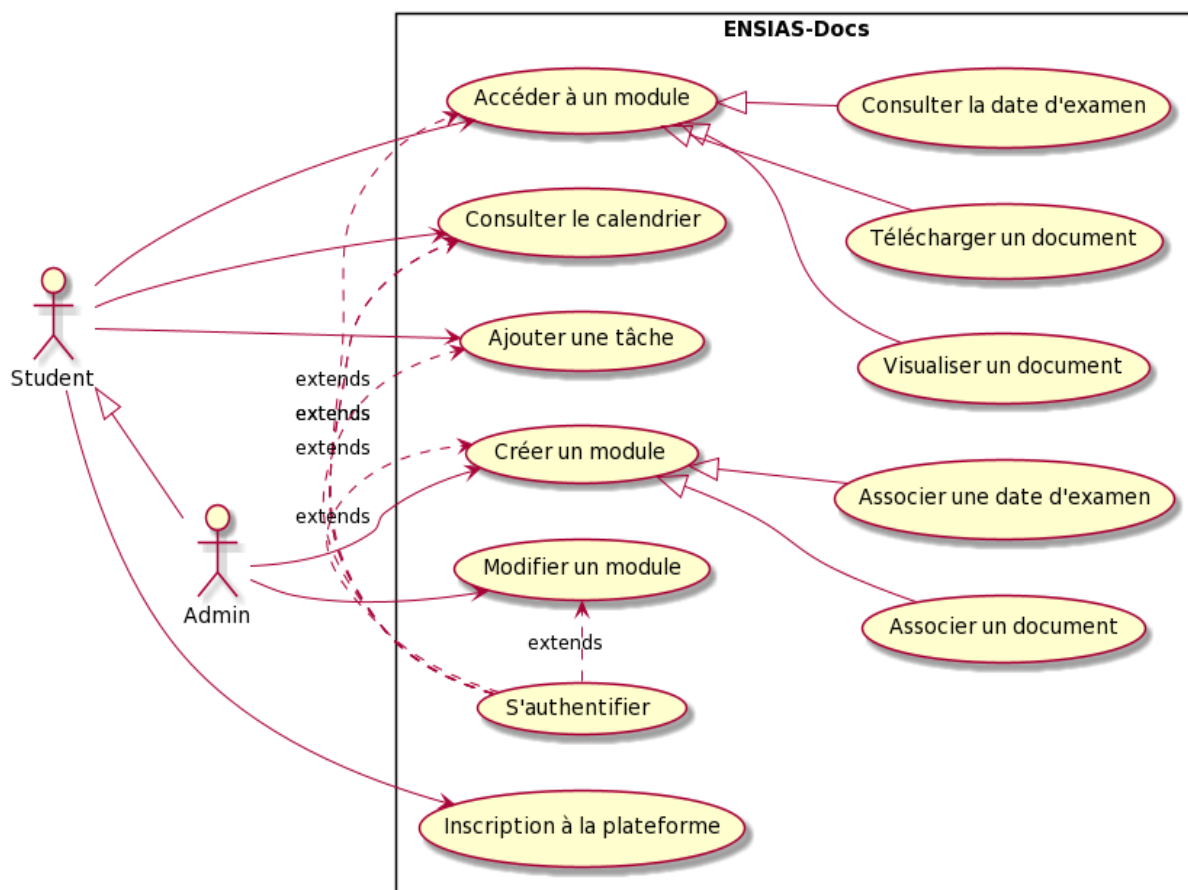 ENSIAS-Docs
Accéder à un module
Consulter la date d'examen
Consulter le calendrier
Télécharger un document
Ajouter une tâche
Visualiser un document
Student
extends
extends
extends
Créer un module
Associer une date d'examen
extends
Modifier un module
Admin
Associer un document
extends
S'authentifier
Inscription à la plateforme